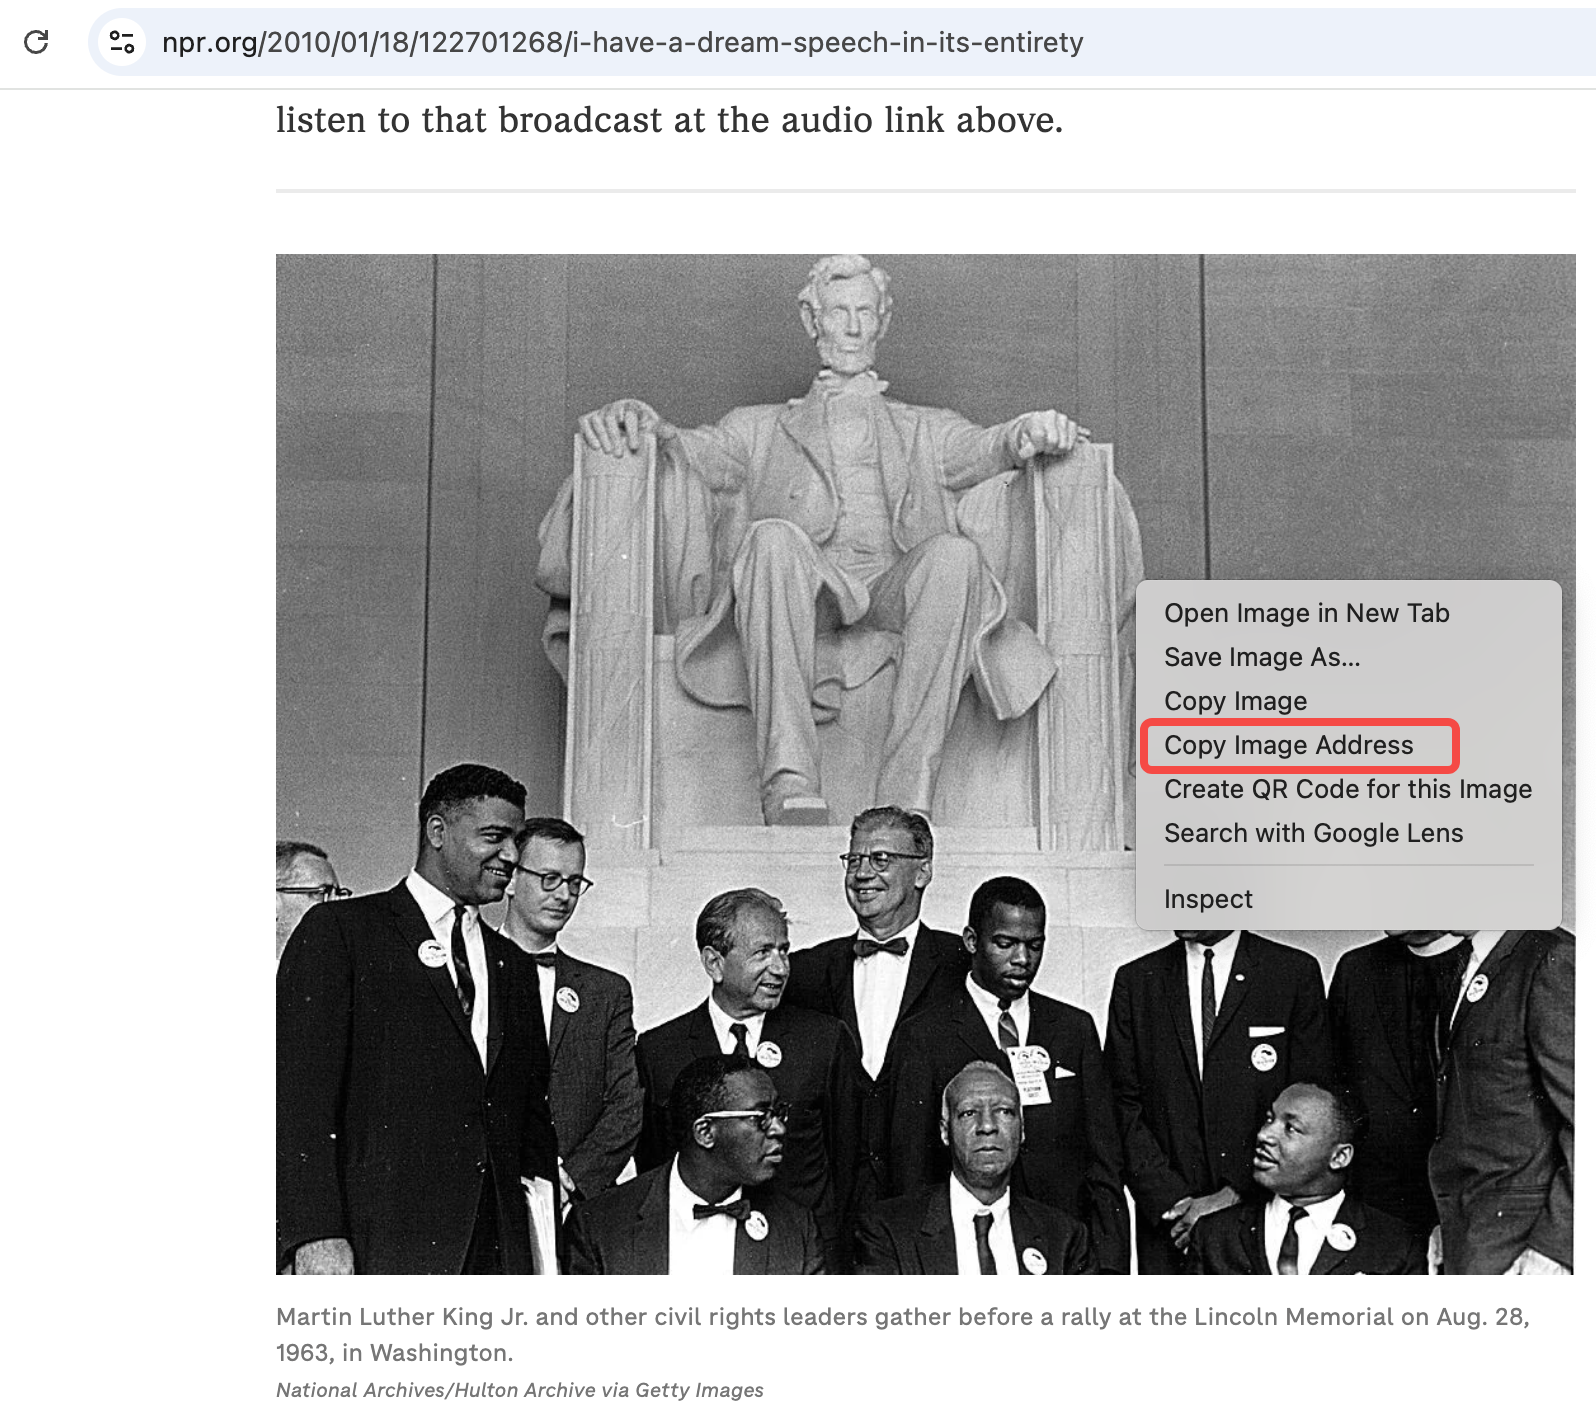 npr.org/2010/01/18/122701268/i-have-a-dream-speech-in-its-entirety
listen to that broadcast at the audio link above.
Open Image in New Tab
Save Image As...
Copy Image
Copy Image Address
Create QR Code for this Image
Search with Google Lens
Inspect
Martin Luther King Jr. and other civil rights leaders gather before a rally at the Lincoln Memorial on Aug. 28,
1963, in Washington.
National Archives/Hulton Archive via Getty Images